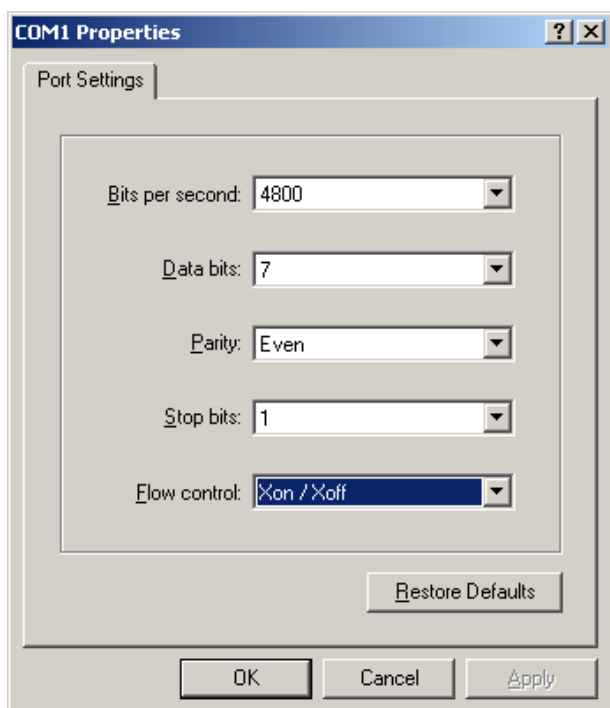 COM1 Properties
Port Settings
Bits per second: 4800
Data bits: 7
Parity: Even
Stop bits: 1
Flow control: Xon / Xoff
Restore Defaults
OK Cancel Apply